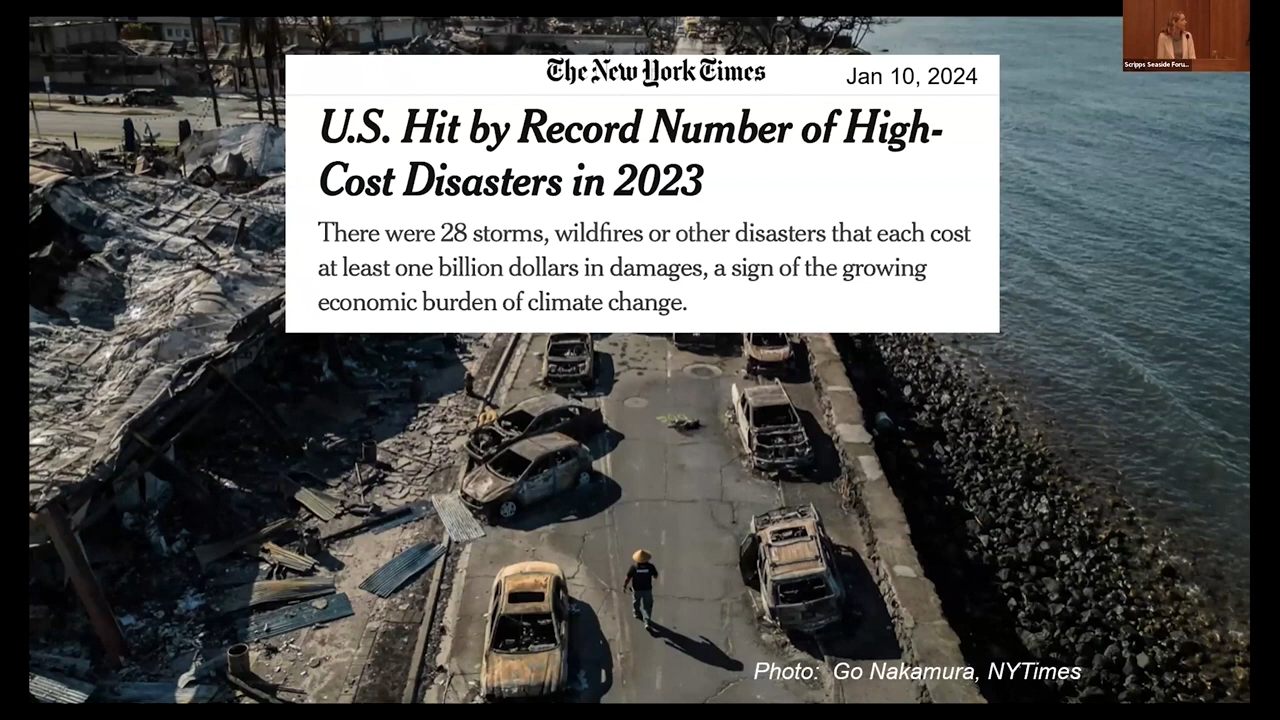 The New York Times
Jan 10, 2024
U.S. Hit by Record Number of High-
Cost Disasters in 2023
There were 28 storms, wildfires or other disasters that each cost
at least one billion dollars in damages, a sign of the growing
economic burden of climate change.
Photo: Go Nakamura, NYTimes
Scripps Seaside Foru...